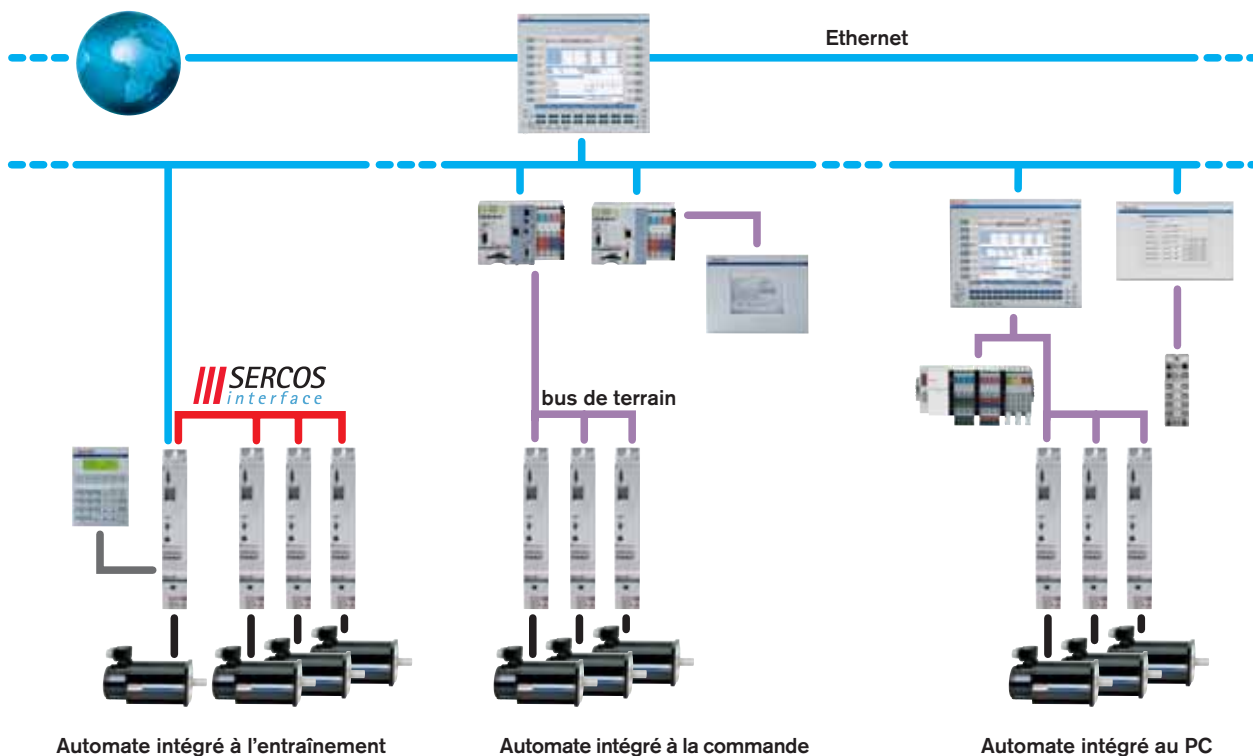 Ethernet
SERCOS
interface
bus de terrain
Automate intégré à l'entraînement
Automate intégré à la commande
Automate intégré au PC